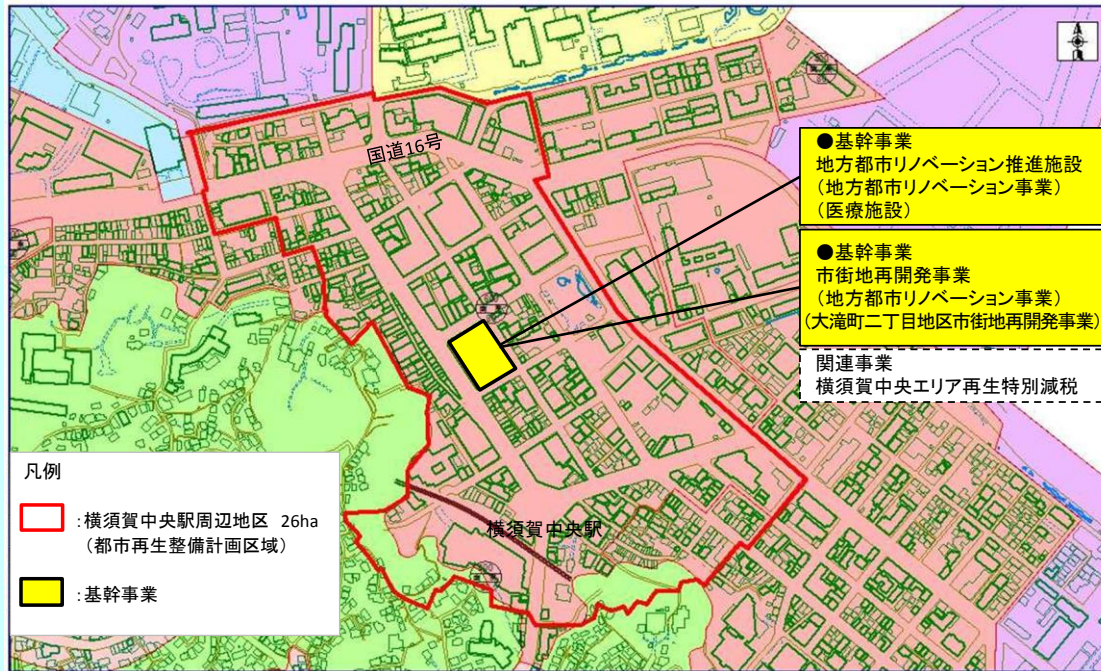 国道16号
●基幹事業
地方都市リノベーション推進施設
(地方都市リノベーション事業)
(医療施設)
●基幹事業
市街地再開発事業
(地方都市リノベーション事業)
(大滝町二丁目地区市街地再開発事業)
関連事業
横須賀中央エリア再生特別減税
凡例
:横須賀中央駅周辺地区 26ha
(都市再生整備計画区域)
:基幹事業
横須賀中央駅